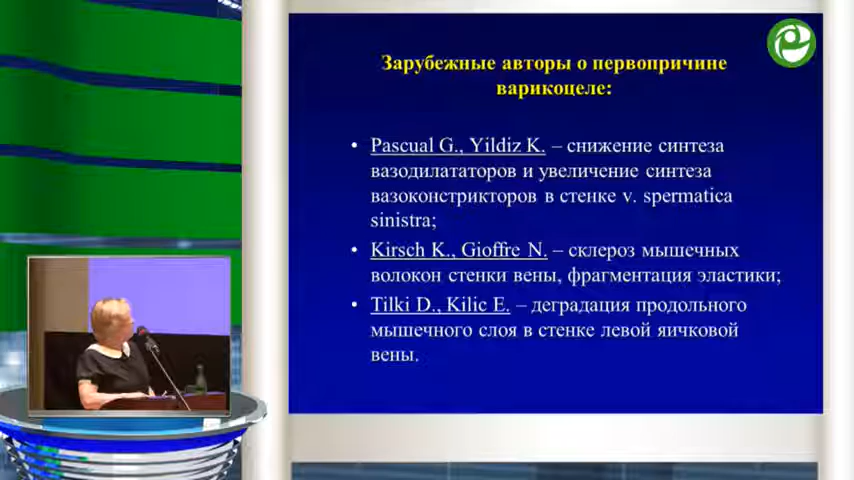 Зарубежные авторы о первопричине
варикоцеле:
• Pascual G., Yildiz K. – снижение синтеза
вазодилататоров и увеличение синтеза
вазоконстрикторов в стенке v. spermatica
sinistra;
• Kirsch K., Gioffre N. – склероз мышечных
волокон стенки вены, фрагментация эластики;
• Tilki D., Kilic E. – деградация продольного
мышечного слоя в стенке левой яичковой
вены.